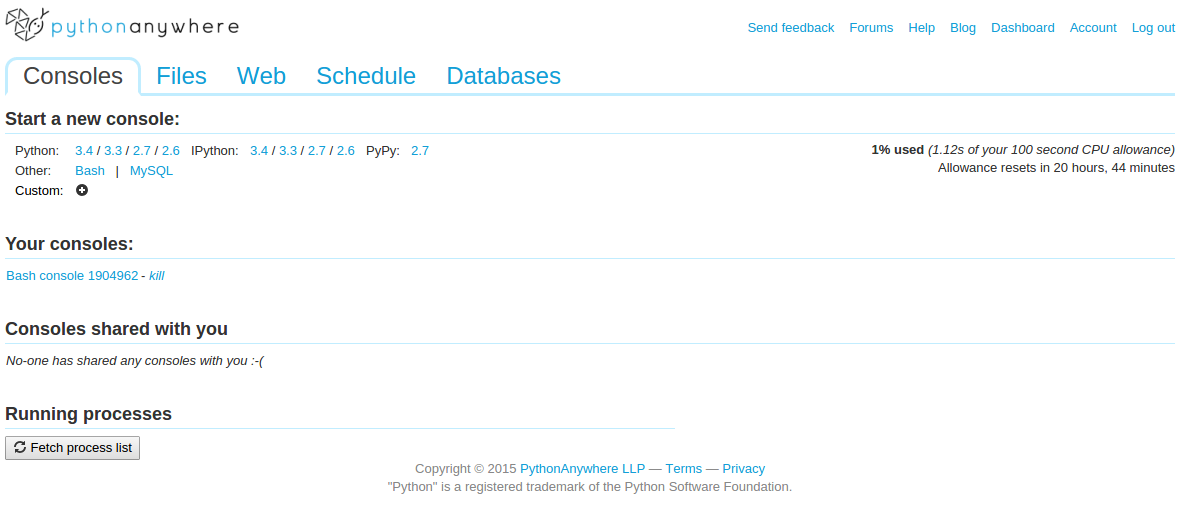 pythonanywhere
Send feedback Forums Help Blog Dashboard Account Log out
Consoles Files Web Schedule Databases
Start a new console:
Python: 3.4 / 3.3 / 2.7 / 2.6 IPython: 3.4 / 3.3 / 2.7 / 2.6 PyPy: 2.7
1% used (1.12s of your 100 second CPU allowance)
Other: Bash | MySQL
Allowance resets in 20 hours, 44 minutes
Custom:
Your consoles:
Bash console 1904962 - kill
Consoles shared with you
No-one has shared any consoles with you :-(
Running processes
Fetch process list
Copyright © 2015 PythonAnywhere LLP — Terms — Privacy
"Python" is a registered trademark of the Python Software Foundation.